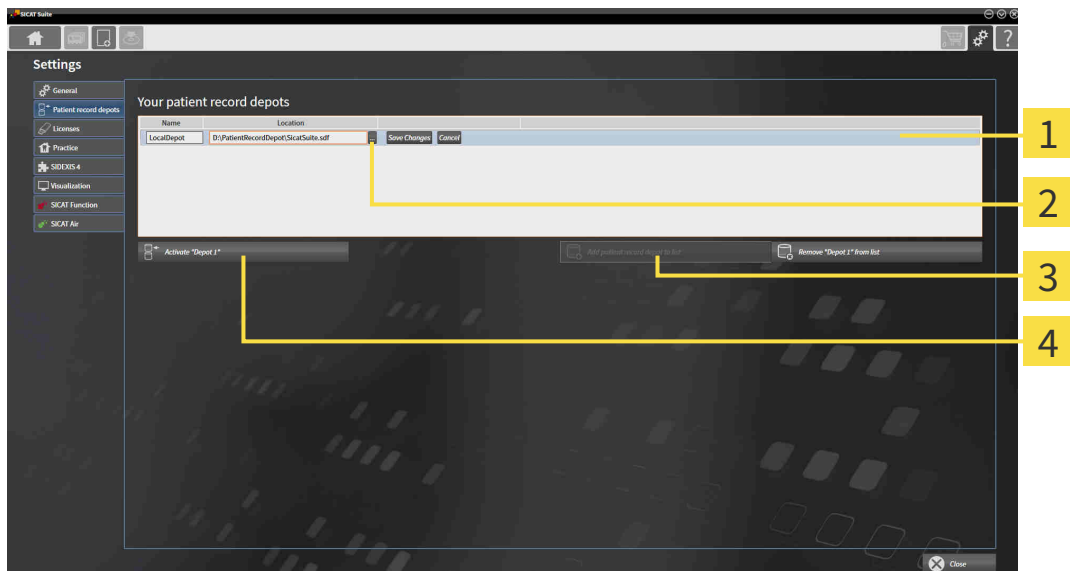 SICAT Suite
?
Settings
General
Patient record depots
Licenses
Practice
SIDEXIS 4
Visualization
SICAT Function
SICAT Air
Your patient record depots
Name Location
LocalDepot D:\PatientRecordDepot\SicatSuite.sdf ... Save Changes Cancel
Activate "Depot 1" Add patient record depot to list Remove "Depot 1" from list
Close
1
2
3
4